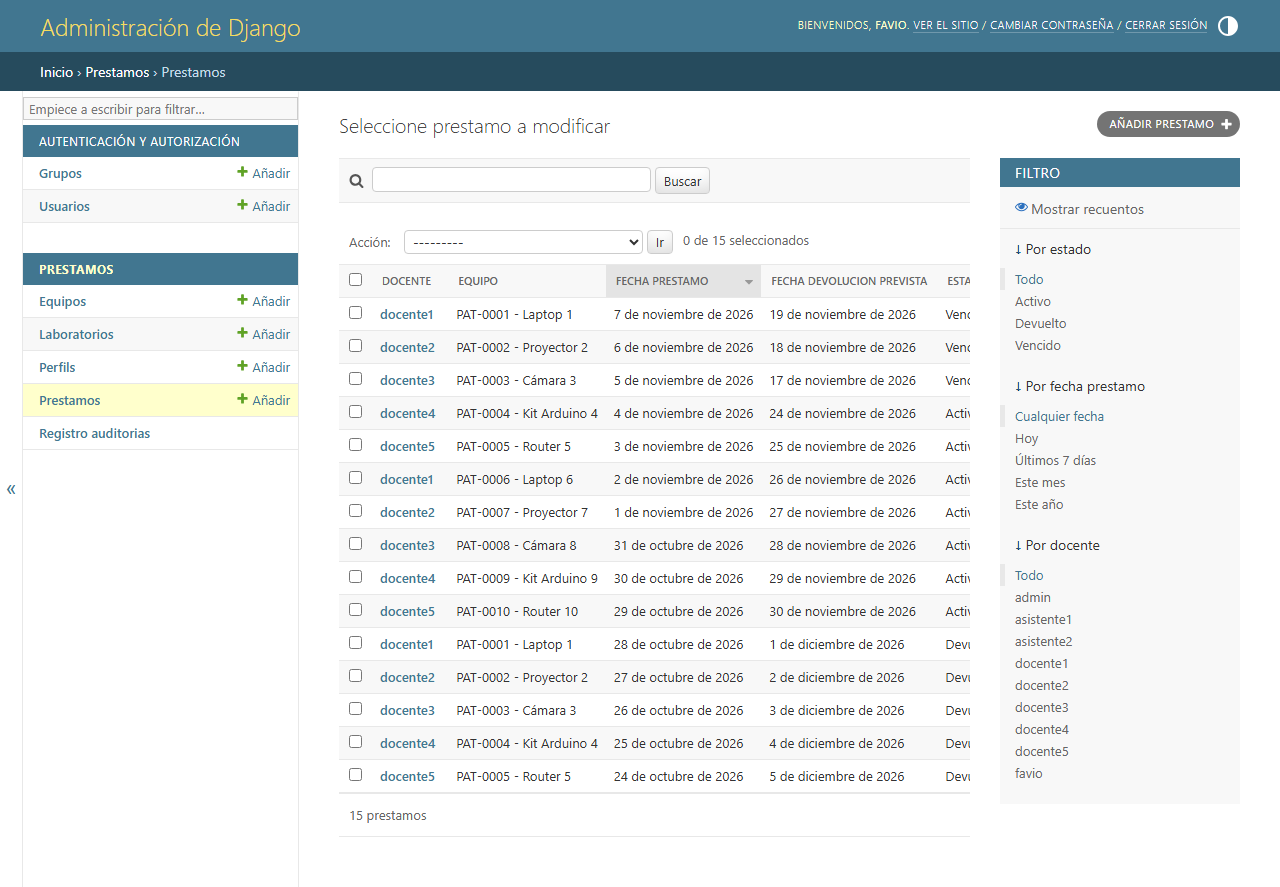 Administración de Django
BIENVENIDOS, FAVIO. VER EL SITIO / CAMBIAR CONTRASEÑA / CERRAR SESIÓN
Inicio › Prestamos › Prestamos
Empiece a escribir para filtrar...
AUTENTICACIÓN Y AUTORIZACIÓN
Grupos + Añadir
Usuarios + Añadir
PRESTAMOS
Equipos + Añadir
Laboratorios + Añadir
Perfils + Añadir
Prestamos + Añadir
Registro auditorias
«
Seleccione prestamo a modificar
AÑADIR PRESTAMO +
Buscar
Acción: --------- Ir 0 de 15 seleccionados
DOCENTE EQUIPO FECHA PRESTAMO FECHA DEVOLUCION PREVISTA ESTA
docente1 PAT-0001 - Laptop 1 7 de noviembre de 2026 19 de noviembre de 2026 Venc
docente2 PAT-0002 - Proyector 2 6 de noviembre de 2026 18 de noviembre de 2026 Venc
docente3 PAT-0003 - Cámara 3 5 de noviembre de 2026 17 de noviembre de 2026 Venc
docente4 PAT-0004 - Kit Arduino 4 4 de noviembre de 2026 24 de noviembre de 2026 Activ
docente5 PAT-0005 - Router 5 3 de noviembre de 2026 25 de noviembre de 2026 Activ
docente1 PAT-0006 - Laptop 6 2 de noviembre de 2026 26 de noviembre de 2026 Activ
docente2 PAT-0007 - Proyector 7 1 de noviembre de 2026 27 de noviembre de 2026 Activ
docente3 PAT-0008 - Cámara 8 31 de octubre de 2026 28 de noviembre de 2026 Activ
docente4 PAT-0009 - Kit Arduino 9 30 de octubre de 2026 29 de noviembre de 2026 Activ
docente5 PAT-0010 - Router 10 29 de octubre de 2026 30 de noviembre de 2026 Activ
docente1 PAT-0001 - Laptop 1 28 de octubre de 2026 1 de diciembre de 2026 Devu
docente2 PAT-0002 - Proyector 2 27 de octubre de 2026 2 de diciembre de 2026 Devu
docente3 PAT-0003 - Cámara 3 26 de octubre de 2026 3 de diciembre de 2026 Devu
docente4 PAT-0004 - Kit Arduino 4 25 de octubre de 2026 4 de diciembre de 2026 Devu
docente5 PAT-0005 - Router 5 24 de octubre de 2026 5 de diciembre de 2026 Devu
15 prestamos
FILTRO
Mostrar recuentos
↓ Por estado
Todo
Activo
Devuelto
Vencido
↓ Por fecha prestamo
Cualquier fecha
Hoy
Últimos 7 días
Este mes
Este año
↓ Por docente
Todo
admin
asistente1
asistente2
docente1
docente2
docente3
docente4
docente5
favio